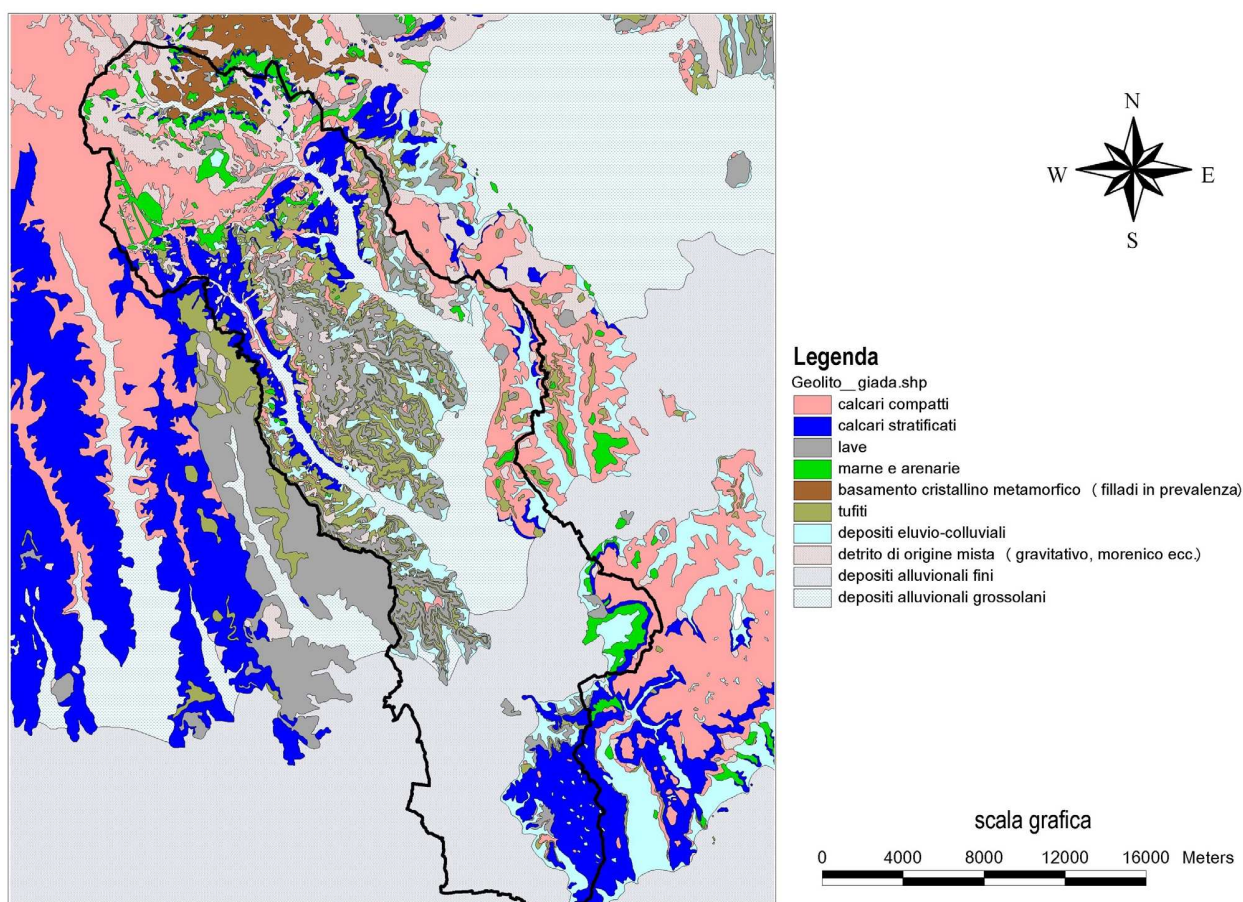 N
W E
S
Legenda
Geolito__giada.shp
calcari compatti
calcari stratificati
lave
marne e arenarie
basamento cristallino metamorfico ( filladi in prevalenza)
tufiti
depositi eluvio-colluviali
detrito di origine mista ( gravitativo, morenico ecc.)
depositi alluvionali fini
depositi alluvionali grossolani
scala grafica
0 4000 8000 12000 16000 Meters